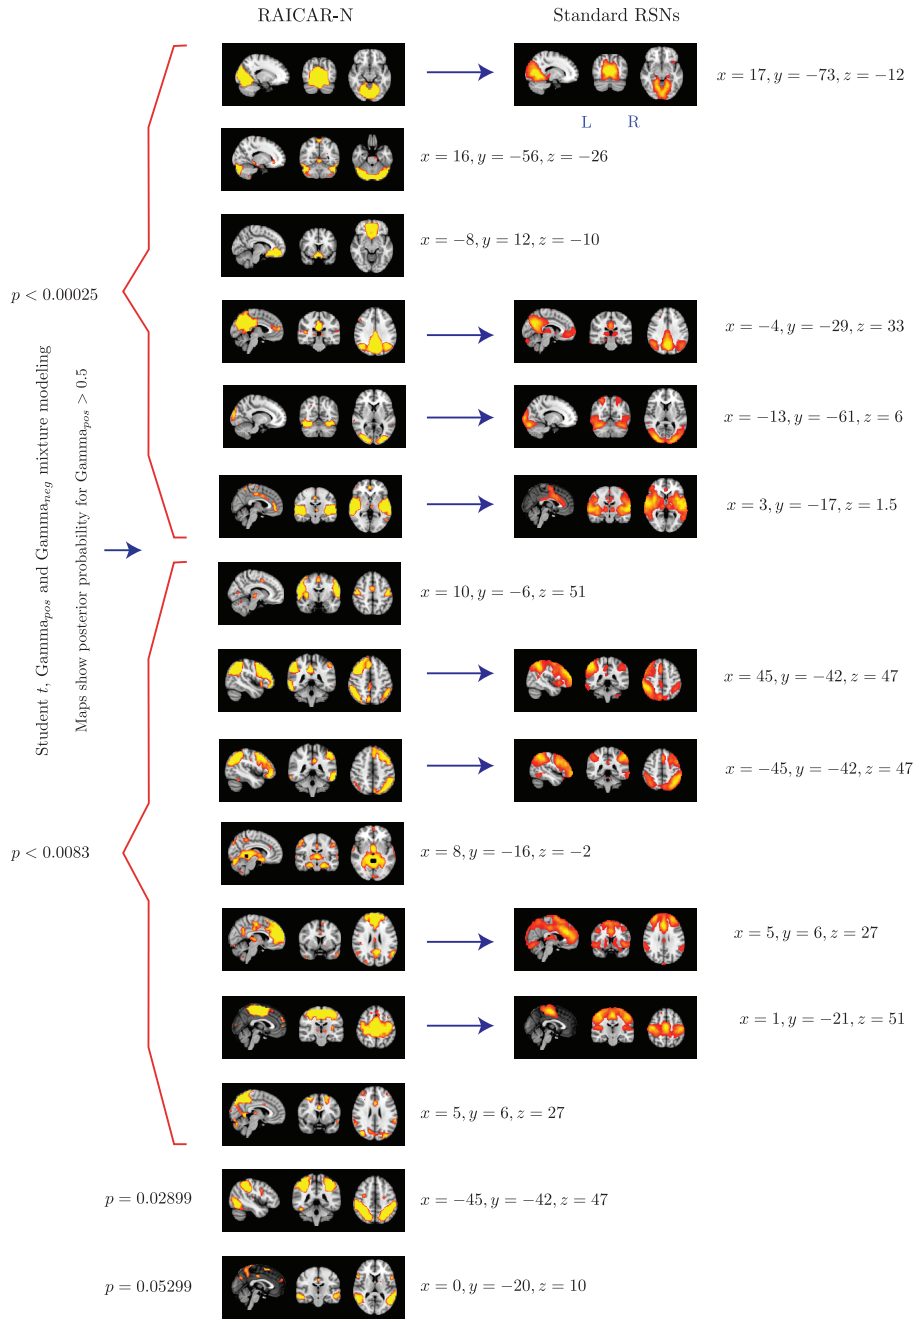 RAICAR-N
Standard RSNs
x = 17, y = −73, z = −12
L R
x = 16, y = −56, z = −26
x = −8, y = 12, z = −10
p < 0.00025
x = −4, y = −29, z = 33
x = −13, y = −61, z = 6
x = 3, y = −17, z = 1.5
Student t, Gamma_pos and Gamma_neg mixture modeling
Maps show posterior probability for Gamma_pos > 0.5
x = 10, y = −6, z = 51
x = 45, y = −42, z = 47
x = −45, y = −42, z = 47
p < 0.0083
x = 8, y = −16, z = −2
x = 5, y = 6, z = 27
x = 1, y = −21, z = 51
x = 5, y = 6, z = 27
p = 0.02899
x = −45, y = −42, z = 47
p = 0.05299
x = 0, y = −20, z = 10